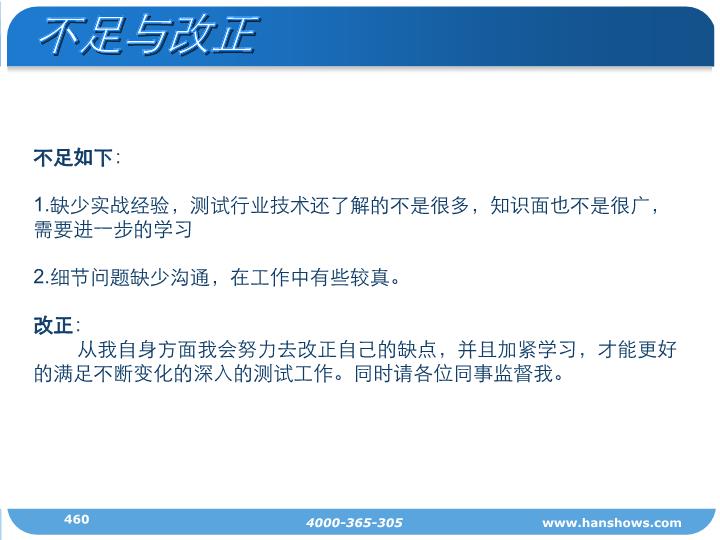 不足与改正
不足如下：
1.缺少实战经验，测试行业技术还了解的不是很多，知识面也不是很广，
需要进一步的学习
2.细节问题缺少沟通，在工作中有些较真。
改正：
从我自身方面我会努力去改正自己的缺点，并且加紧学习，才能更好
的满足不断变化的深入的测试工作。同时请各位同事监督我。
460
4000-365-305
www.hanshows.com